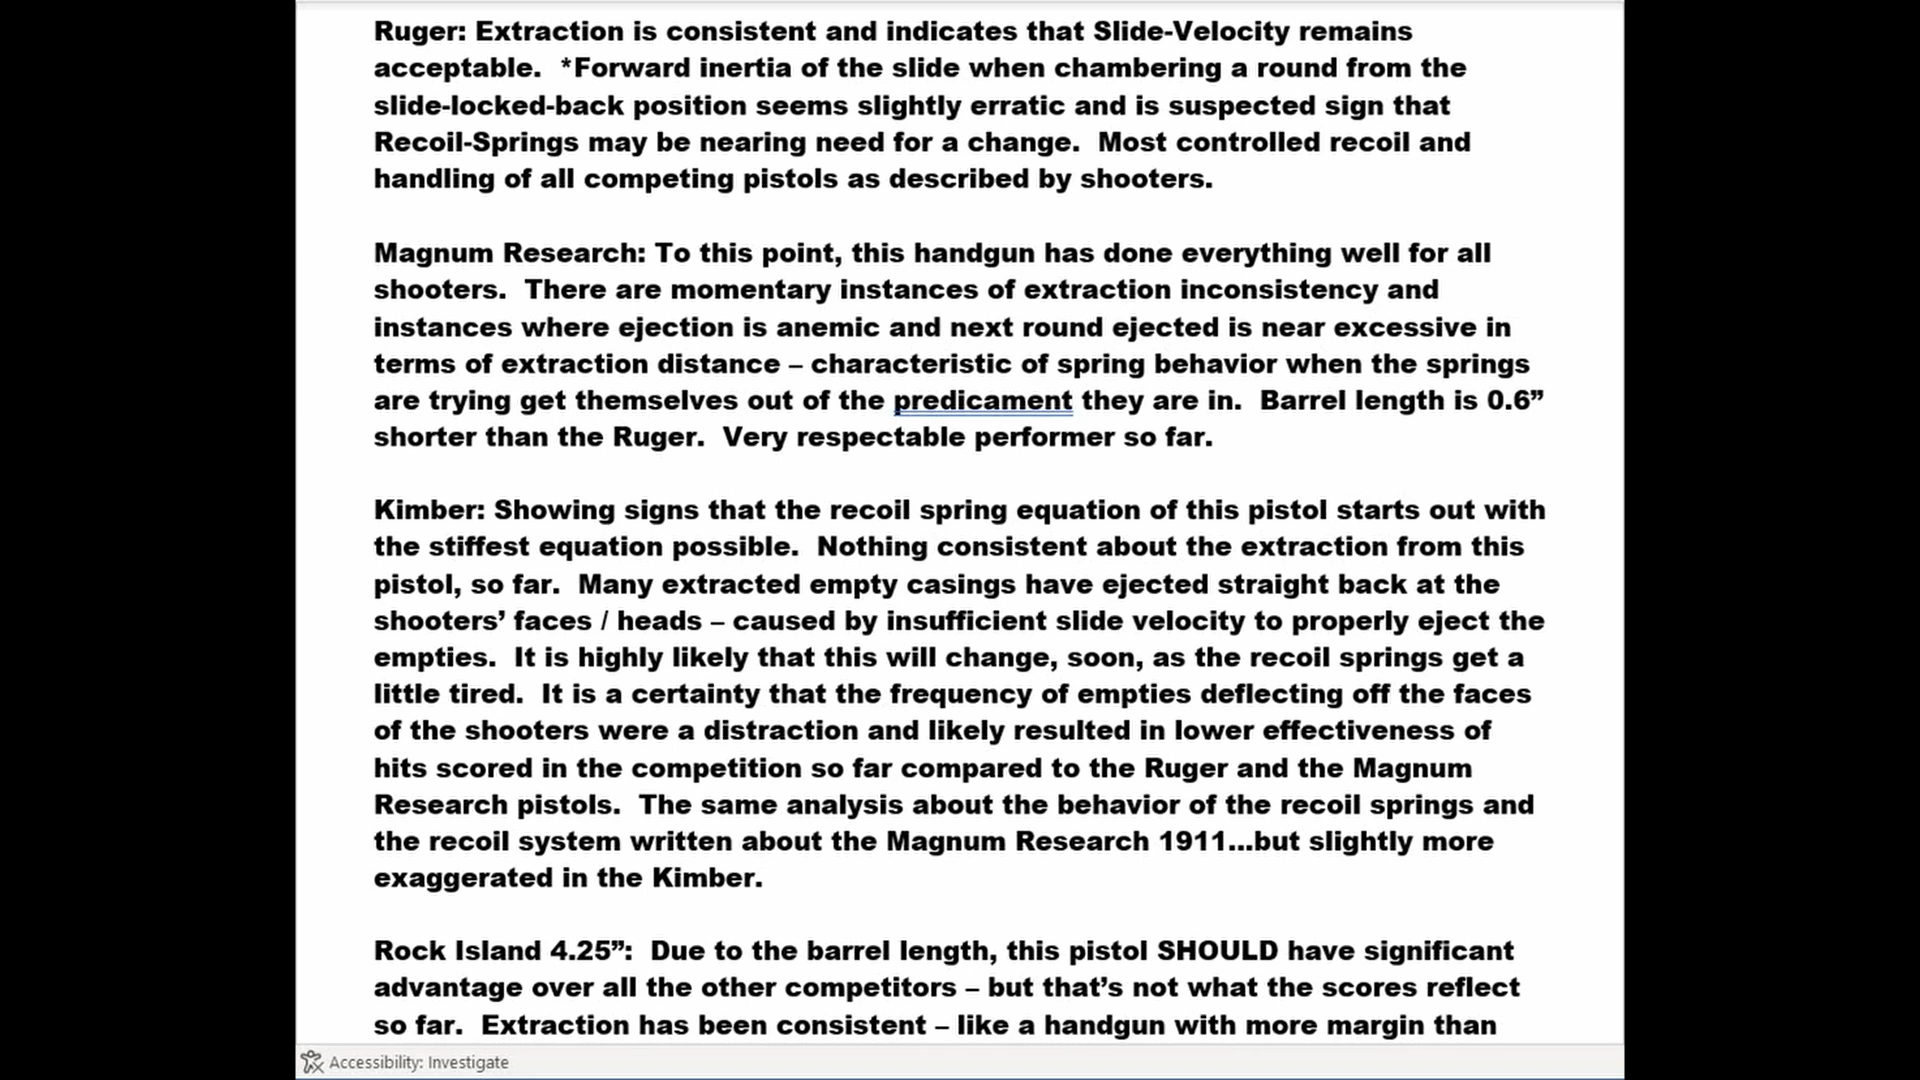 Ruger: Extraction is consistent and indicates that Slide-Velocity remains
acceptable.  *Forward inertia of the slide when chambering a round from the
slide-locked-back position seems slightly erratic and is suspected sign that
Recoil-Springs may be nearing need for a change.  Most controlled recoil and
handling of all competing pistols as described by shooters.
Magnum Research: To this point, this handgun has done everything well for all
shooters.  There are momentary instances of extraction inconsistency and
instances where ejection is anemic and next round ejected is near excessive in
terms of extraction distance – characteristic of spring behavior when the springs
are trying get themselves out of the predicament they are in.  Barrel length is 0.6”
shorter than the Ruger.  Very respectable performer so far.
Kimber: Showing signs that the recoil spring equation of this pistol starts out with
the stiffest equation possible.  Nothing consistent about the extraction from this
pistol, so far.  Many extracted empty casings have ejected straight back at the
shooters’ faces / heads – caused by insufficient slide velocity to properly eject the
empties.  It is highly likely that this will change, soon, as the recoil springs get a
little tired.  It is a certainty that the frequency of empties deflecting off the faces
of the shooters were a distraction and likely resulted in lower effectiveness of
hits scored in the competition so far compared to the Ruger and the Magnum
Research pistols.  The same analysis about the behavior of the recoil springs and
the recoil system written about the Magnum Research 1911...but slightly more
exaggerated in the Kimber.
Rock Island 4.25”:  Due to the barrel length, this pistol SHOULD have significant
advantage over all the other competitors – but that’s not what the scores reflect
so far.  Extraction has been consistent – like a handgun with more margin than
Accessibility: Investigate